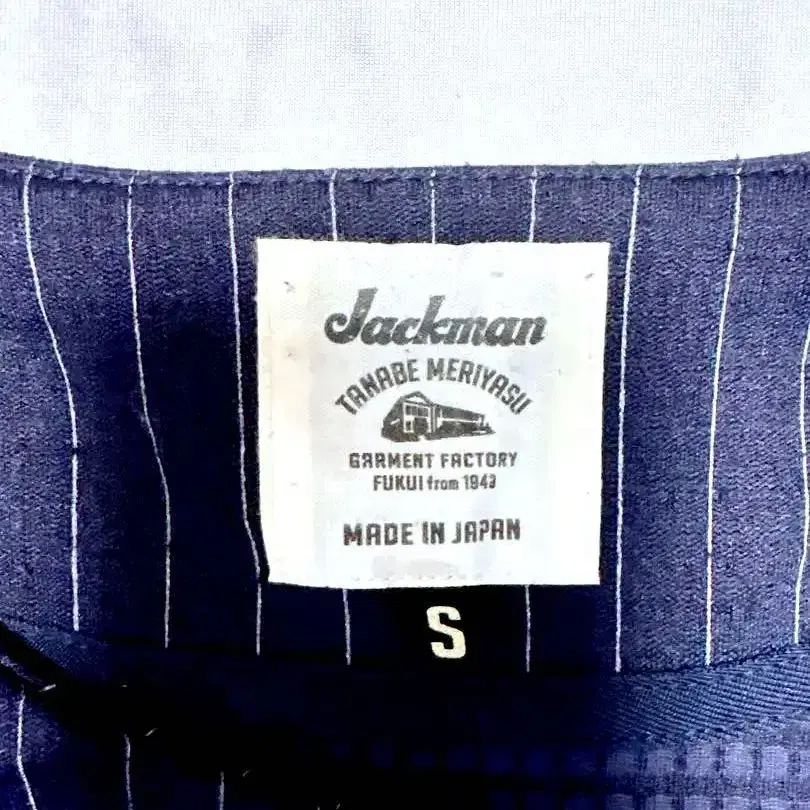 Jackman
TANABE MERIYASU
GARMENT FACTORY
FUKUI from 1943
MADE IN JAPAN
S